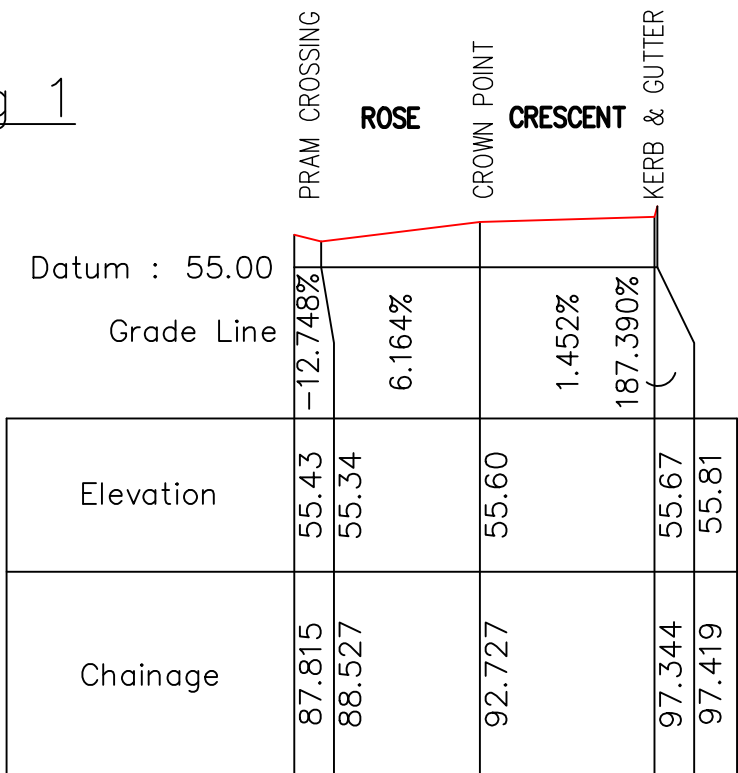 g 1
PRAM CROSSING
ROSE
CROWN POINT
CRESCENT
KERB & GUTTER
Datum : 55.00
Grade Line
-12.748%
6.164%
1.452%
187.390%
Elevation
55.43
55.34
55.60
55.67
55.81
Chainage
87.815
88.527
92.727
97.344
97.419